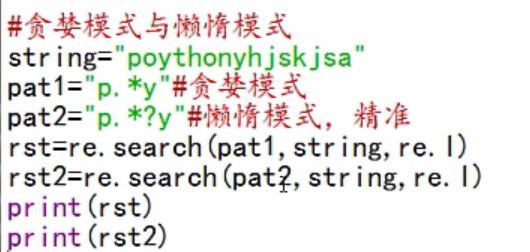 #贪婪模式与懒惰模式
string="poythonyhjskjsa"
pat1="p.*y"#贪婪模式
pat2="p.*?y"#懒惰模式，精准
rst=re.search(pat1,string,re.I)
rst2=re.search(pat2,string,re.I)
print(rst)
print(rst2)